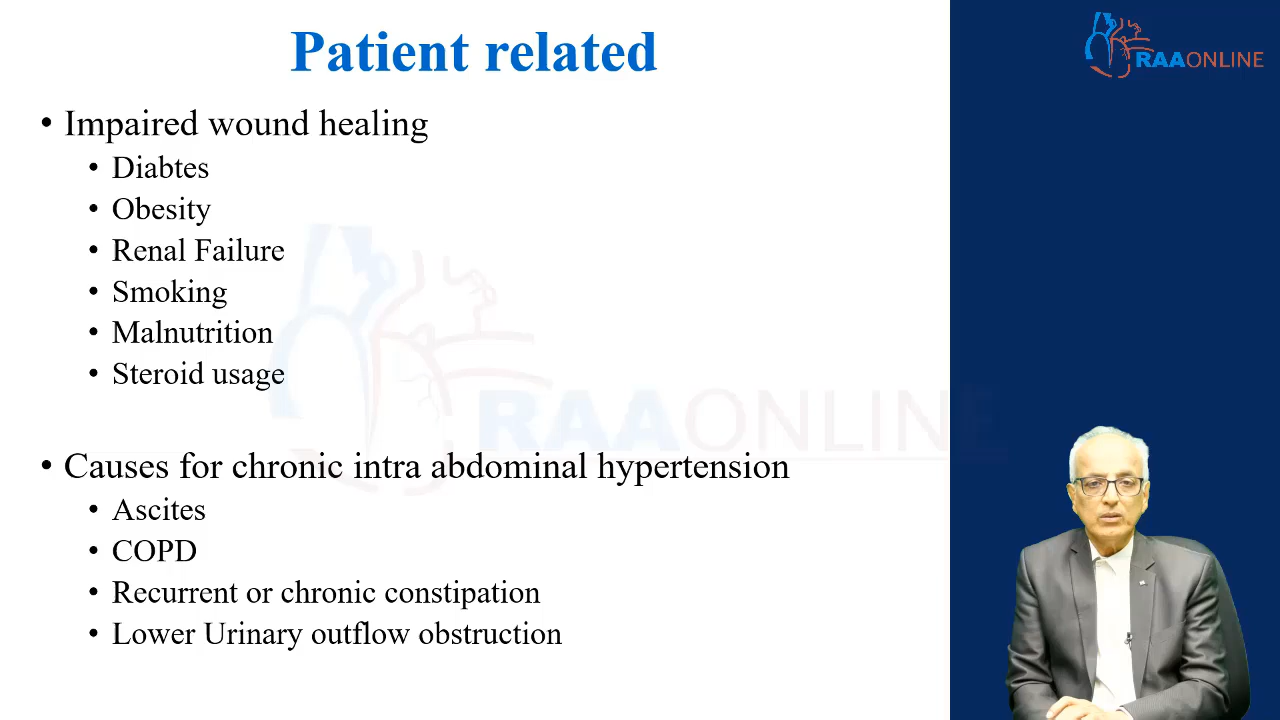 Patient related
RAAONLINE
• Impaired wound healing
• Diabtes
• Obesity
• Renal Failure
• Smoking
• Malnutrition
• Steroid usage
RAAONLINE
• Causes for chronic intra abdominal hypertension
• Ascites
• COPD
• Recurrent or chronic constipation
• Lower Urinary outflow obstruction